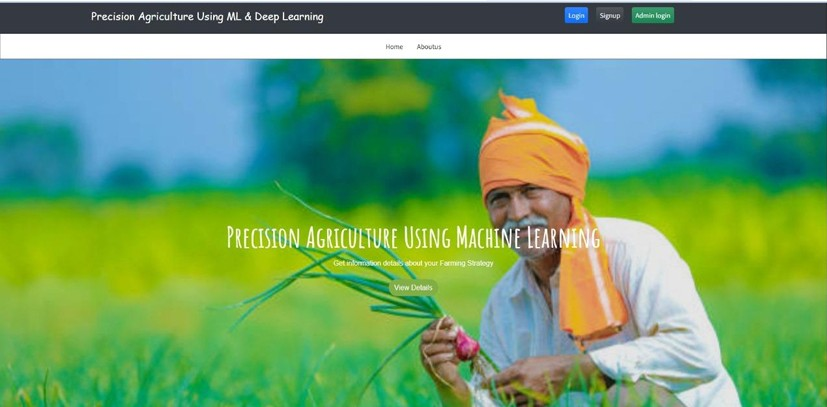 Precision Agriculture Using ML & Deep Learning
Login Signup Admin login
Home Aboutus
Precision Agriculture Using Machine Learning
Get information details about your Farming Strategy
View Details